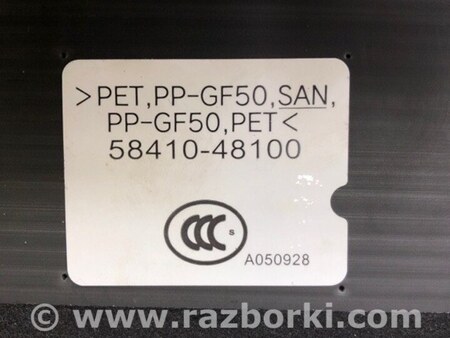 >PET,PP-GF50,SAN,
PP-GF50,PET<
58410-48100
CCC S
A050928
© www.razborki.com